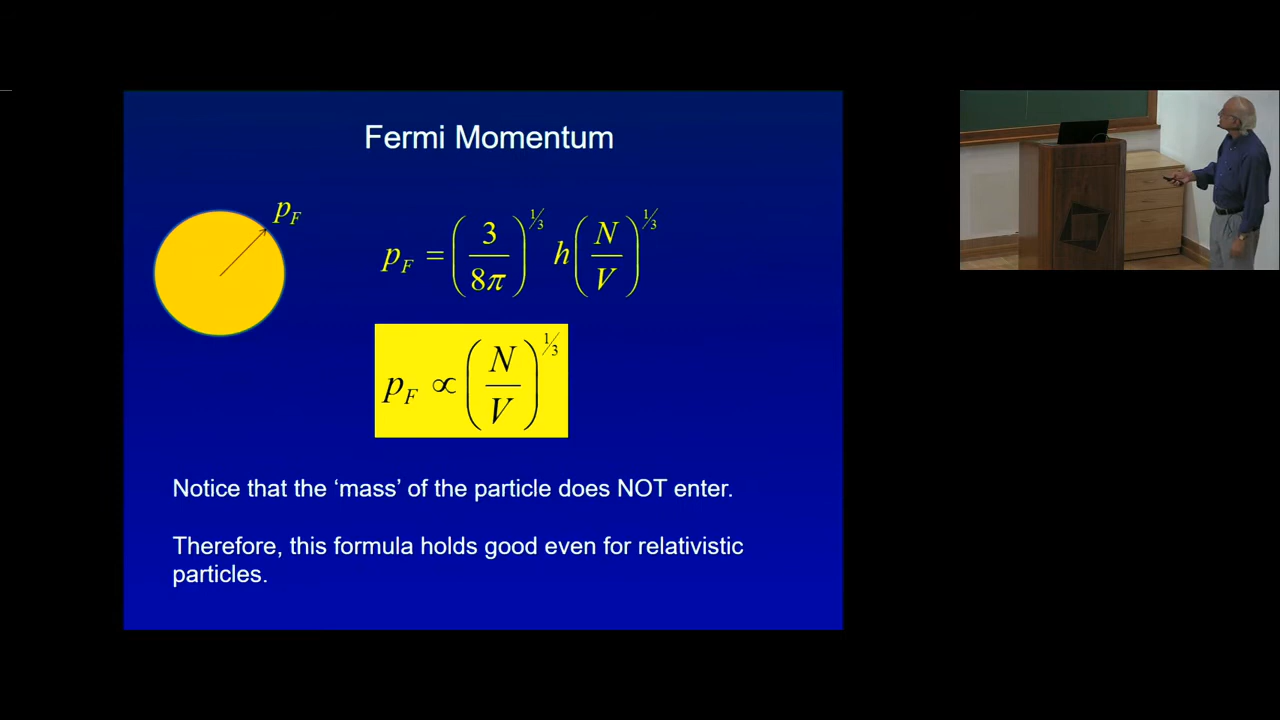 Fermi Momentum
p_F
p_F = (3/8π)^{1/3} h (N/V)^{1/3}
p_F ∝ (N/V)^{1/3}
Notice that the ‘mass’ of the particle does NOT enter.
Therefore, this formula holds good even for relativistic
particles.